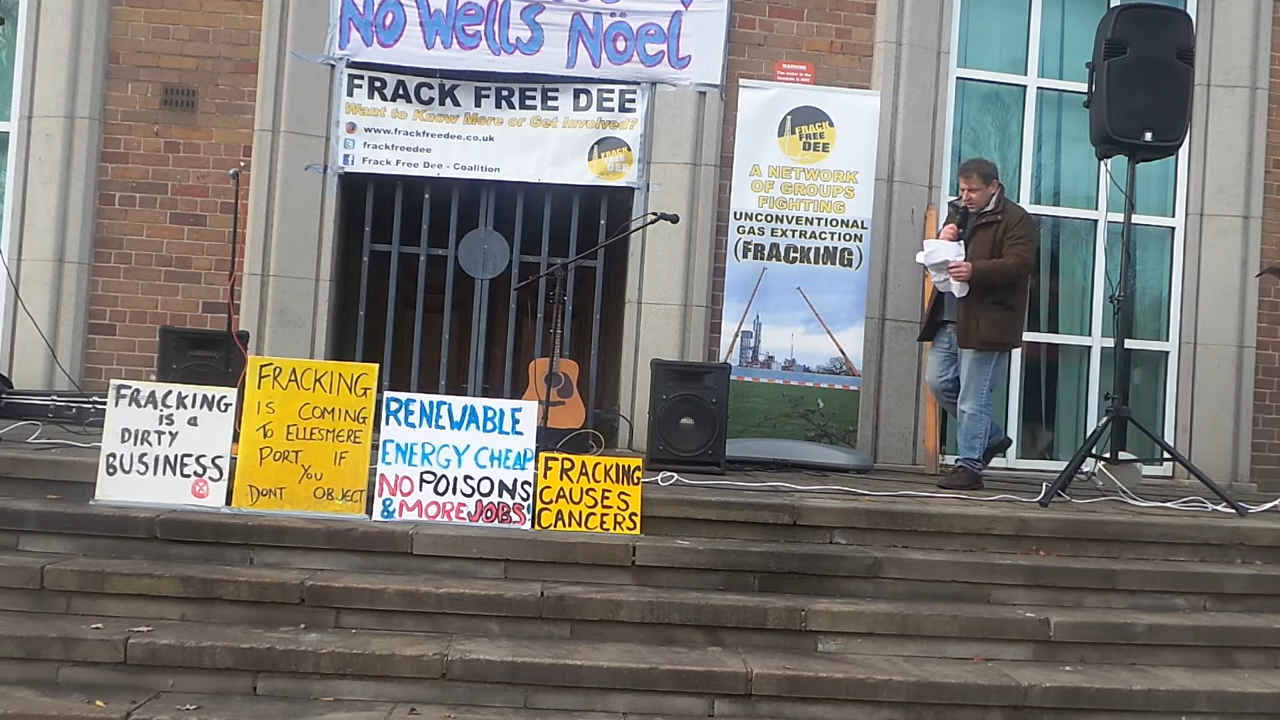 No Wells Nöel
FRACK FREE DEE
Want to Know More or Get Involved?
www.frackfreedee.co.uk
frackfreedee
Frack Free Dee - Coalition
FRACK
FREE
DEE
WARNING
FRACK
FREE
DEE
A NETWORK
OF GROUPS
FIGHTING
UNCONVENTIONAL
GAS EXTRACTION
(FRACKING)
FRACKING
is a
DIRTY
BUSINESS
FRACKING
IS COMING
To ELLESMERE
PORT IF
You
DONT OBJECT
RENEWABLE
ENERGY CHEAP
NO POISONS
& MORE JOBS!
FRACKING
CAUSES
CANCERS